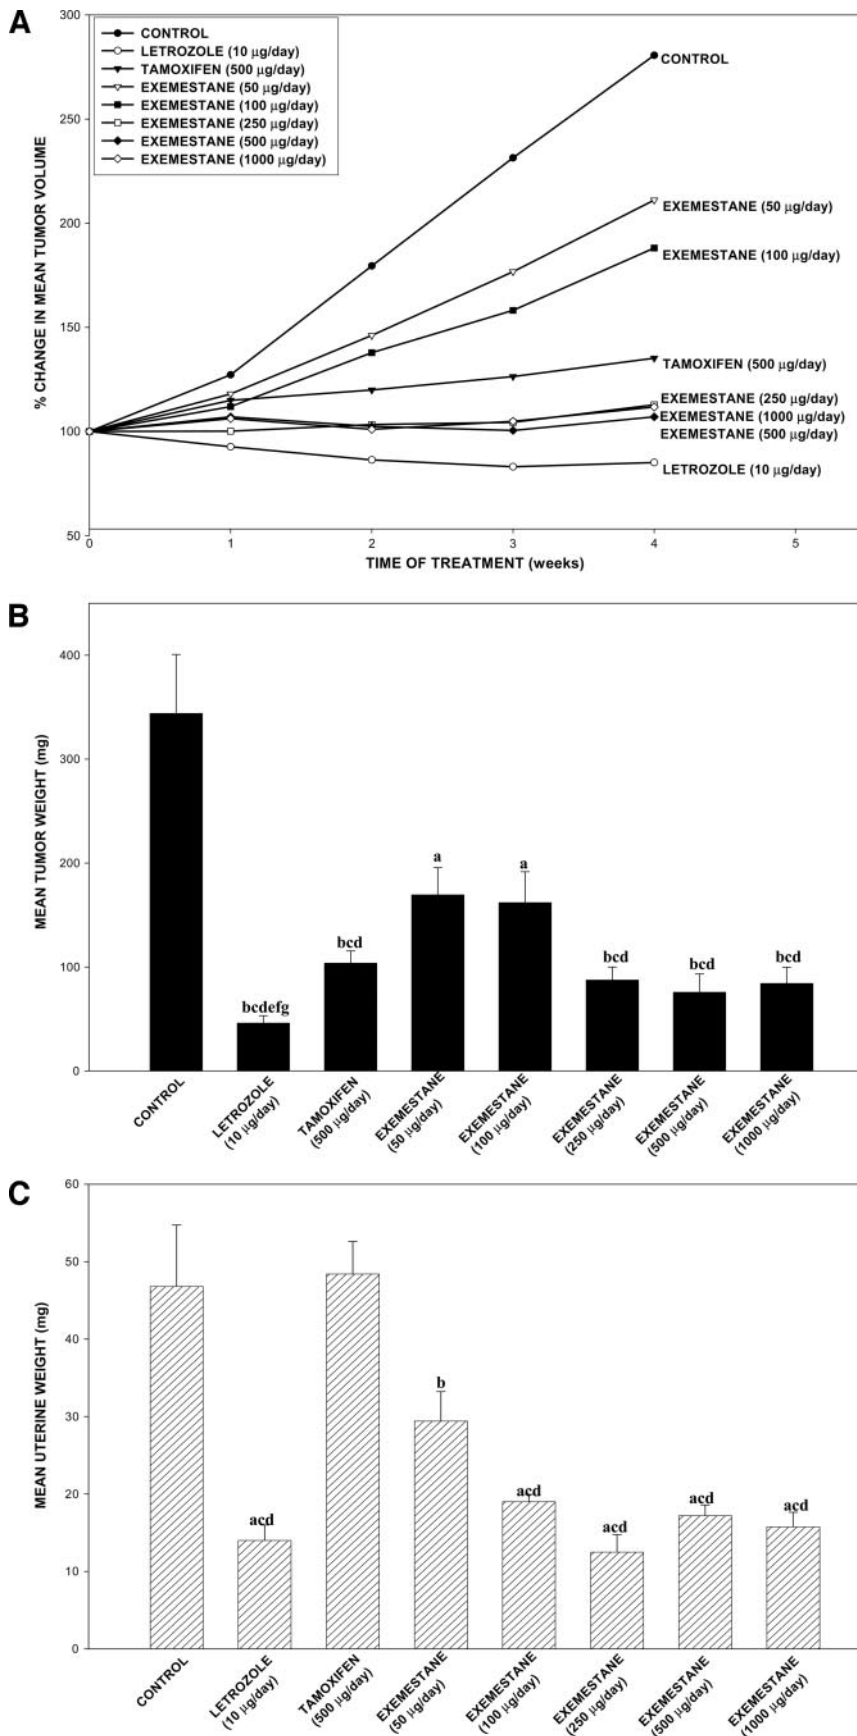 A
300
250
200
150
100
50
% CHANGE IN MEAN TUMOR VOLUME
CONTROL
LETROZOLE (10 μg/day)
TAMOXIFEN (500 μg/day)
EXEMESTANE (50 μg/day)
EXEMESTANE (100 μg/day)
EXEMESTANE (250 μg/day)
EXEMESTANE (500 μg/day)
EXEMESTANE (1000 μg/day)
CONTROL
EXEMESTANE (50 μg/day)
EXEMESTANE (100 μg/day)
TAMOXIFEN (500 μg/day)
EXEMESTANE (250 μg/day)
EXEMESTANE (1000 μg/day)
EXEMESTANE (500 μg/day)
LETROZOLE (10 μg/day)
0 1 2 3 4 5
TIME OF TREATMENT (weeks)
B
400
300
200
100
0
MEAN TUMOR WEIGHT (mg)
bcdefg
bcd
a
a
bcd
bcd
bcd
CONTROL
LETROZOLE
(10 μg/day)
TAMOXIFEN
(500 μg/day)
EXEMESTANE
(50 μg/day)
EXEMESTANE
(100 μg/day)
EXEMESTANE
(250 μg/day)
EXEMESTANE
(500 μg/day)
EXEMESTANE
(1000 μg/day)
C
60
50
40
30
20
10
0
MEAN UTERINE WEIGHT (mg)
acd
b
acd
acd
acd
acd
CONTROL
LETROZOLE
(10 μg/day)
TAMOXIFEN
(500 μg/day)
EXEMESTANE
(50 μg/day)
EXEMESTANE
(100 μg/day)
EXEMESTANE
(250 μg/day)
EXEMESTANE
(500 μg/day)
EXEMESTANE
(1000 μg/day)